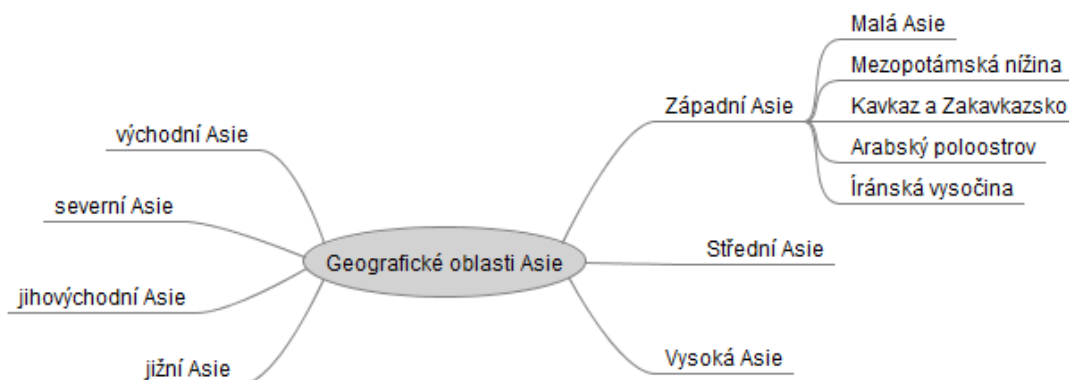 Geografické oblasti Asie
Západní Asie
Malá Asie
Mezopotámská nížina
Kavkaz a Zakavkazsko
Arabský poloostrov
Íránská vysočina
Střední Asie
Vysoká Asie
východní Asie
severní Asie
jihovýchodní Asie
jižní Asie